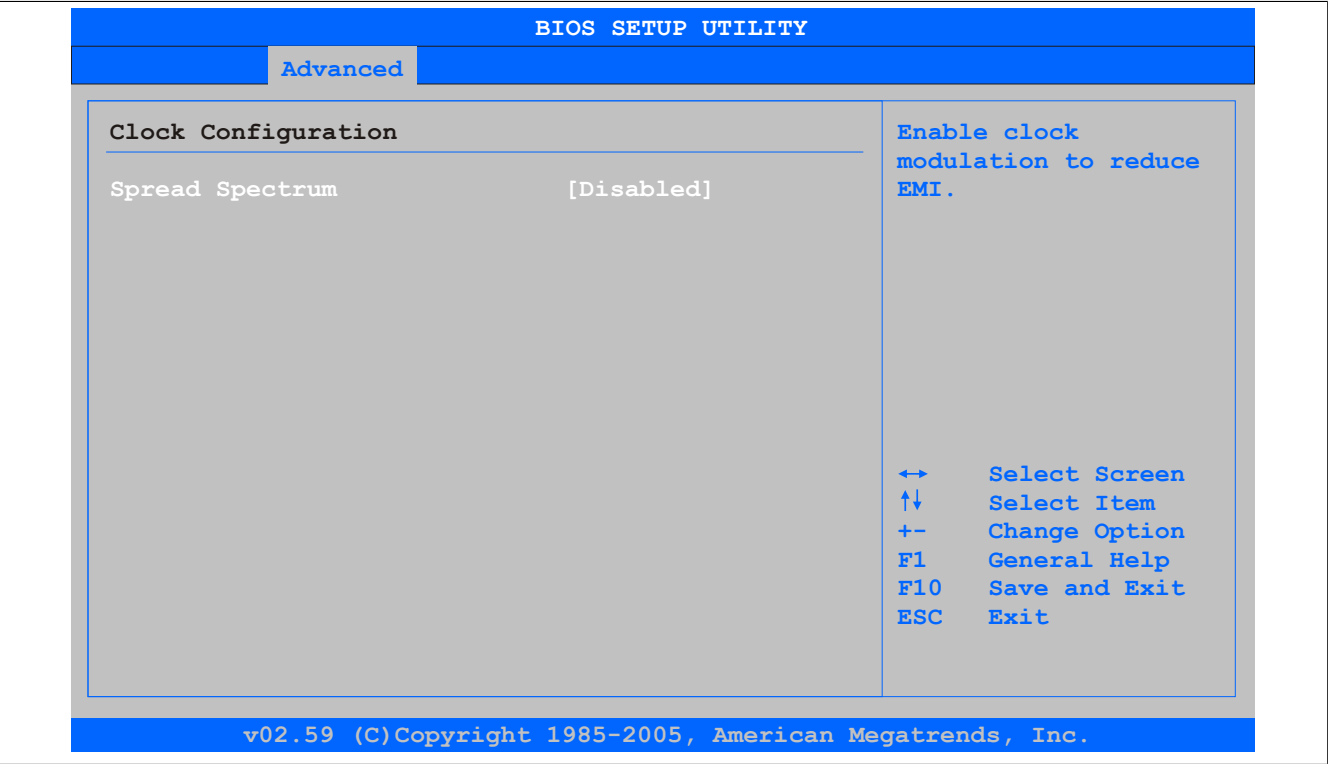 BIOS SETUP UTILITY
Advanced
Clock Configuration
Spread Spectrum [Disabled]
Enable clock
modulation to reduce
EMI.
↔ Select Screen
↑↓ Select Item
+- Change Option
F1 General Help
F10 Save and Exit
ESC Exit
v02.59 (C)Copyright 1985-2005, American Megatrends, Inc.